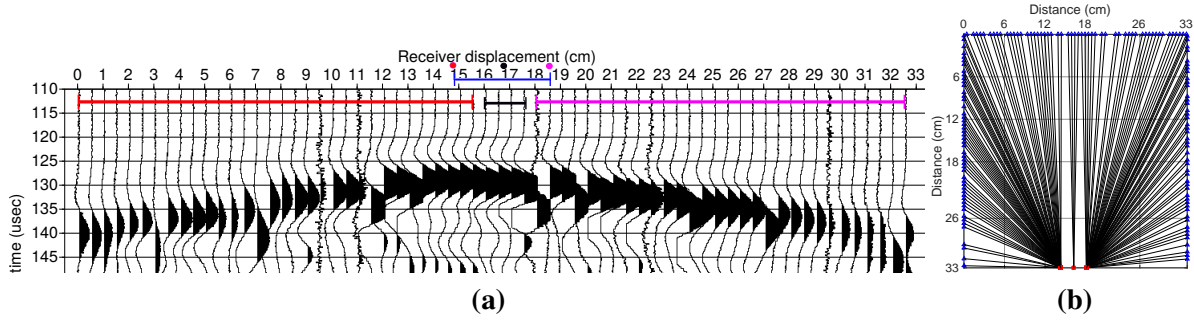 Receiver displacement (cm)
0 1 2 3 4 5 6 7 8 9 10 11 12 13 14 15 16 17 18 19 20 21 22 23 24 25 26 27 28 29 30 31 32 33
110
115
120
125
130
135
140
145
time (usec)
(a)
Distance (cm)
0 6 12 18 26 33
6
12
18
26
33
Distance (cm)
(b)